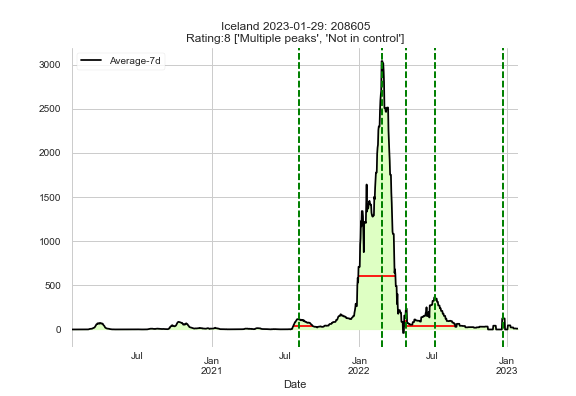 Iceland 2023-01-29: 208605
Rating:8 ['Multiple peaks', 'Not in control']
Average-7d
3000
2500
2000
1500
1000
500
0
Jul
Jan
2021
Jul
Jan
2022
Jul
Jan
2023
Date